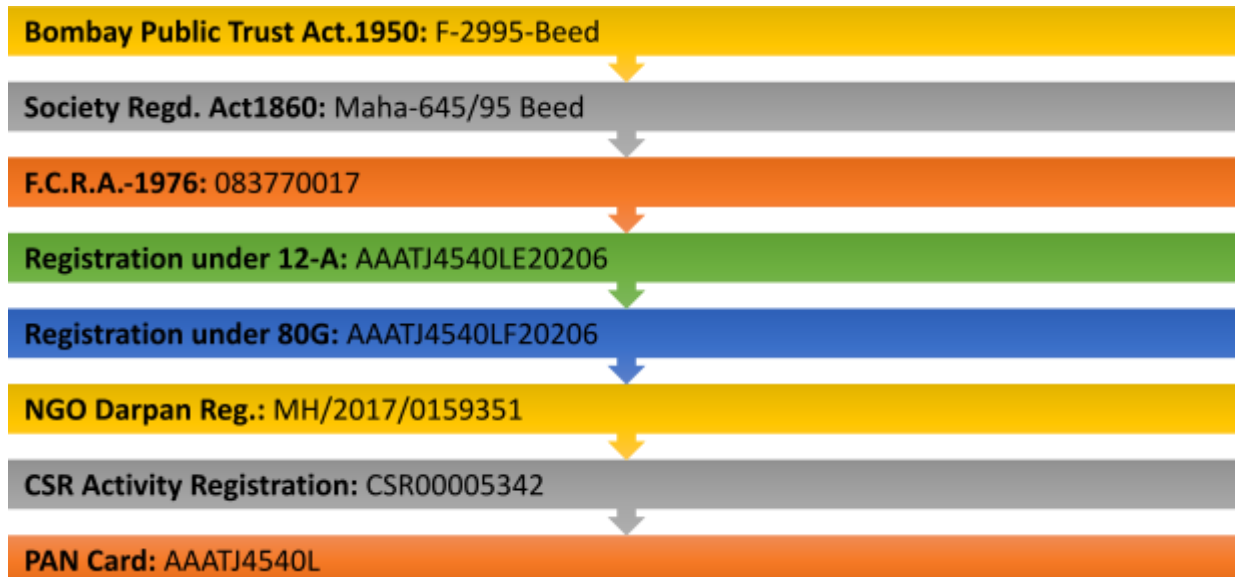 Bombay Public Trust Act.1950: F-2995-Beed
Society Regd. Act1860: Maha-645/95 Beed
F.C.R.A.-1976: 083770017
Registration under 12-A: AAATJ4540LE20206
Registration under 80G: AAATJ4540LF20206
NGO Darpan Reg.: MH/2017/0159351
CSR Activity Registration: CSR00005342
PAN Card: AAATJ4540L